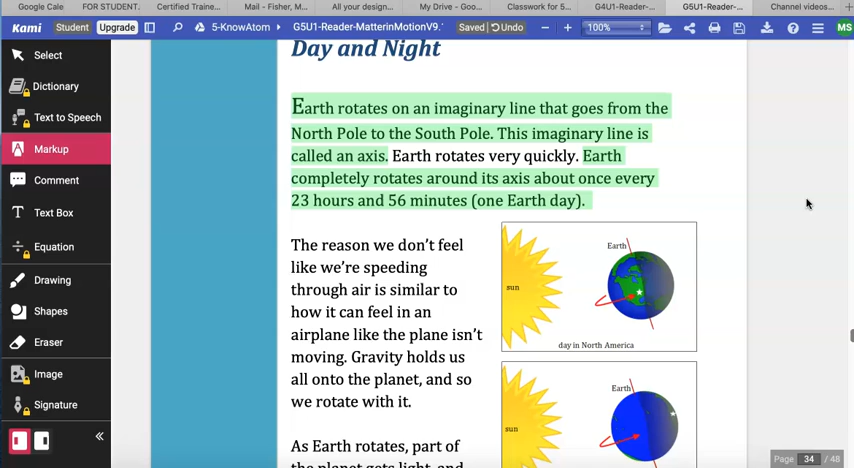 Google Cale
FOR STUDENT.
Certified Traine...
Mail - Fisher, M...
All your design...
My Drive - Goo...
Classwork for 5...
G4U1-Reader-...
G5U1-Reader-...
Channel videos...
Kami
Student
Upgrade
5-KnowAtom
G5U1-Reader-MatterinMotionV9.
Saved
Undo
100%
MS
Select
Dictionary
Text to Speech
Markup
Comment
Text Box
Equation
Drawing
Shapes
Eraser
Image
Signature
Day and Night
Earth rotates on an imaginary line that goes from the
North Pole to the South Pole. This imaginary line is
called an axis. Earth rotates very quickly. Earth
completely rotates around its axis about once every
23 hours and 56 minutes (one Earth day).
The reason we don't feel
like we're speeding
through air is similar to
how it can feel in an
airplane like the plane isn't
moving. Gravity holds us
all onto the planet, and so
we rotate with it.
As Earth rotates, part of
the planet gets light, and
Earth
sun
day in North America
Earth
sun
Page 34 / 48